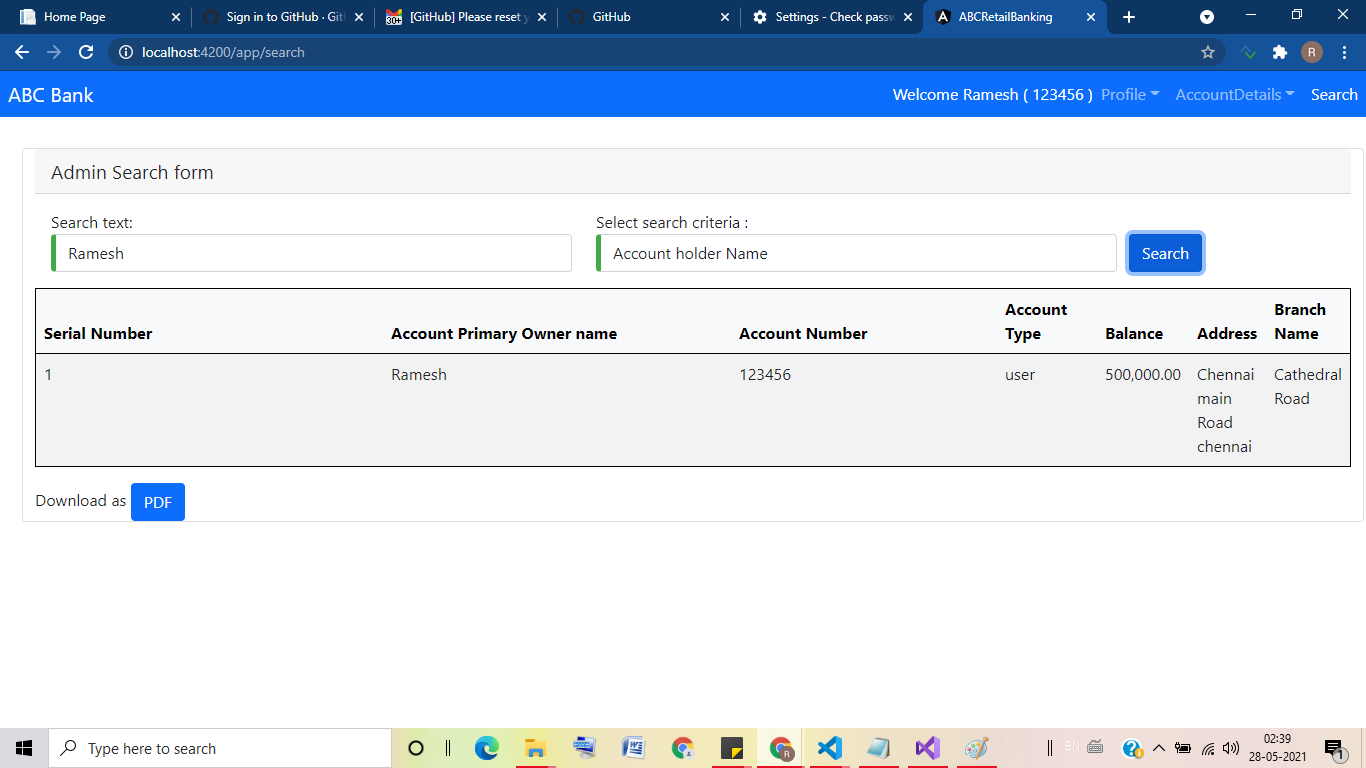 Home Page
Sign in to GitHub · Git
[GitHub] Please reset y
GitHub
Settings - Check passw
ABCRetailBanking
30+
localhost:4200/app/search
R
ABC Bank
Welcome Ramesh ( 123456 ) Profile AccountDetails Search
Admin Search form
Search text:
Select search criteria :
Ramesh
Account holder Name
Search
Serial Number Account Primary Owner name Account Number Account Type Balance Address Branch Name
1 Ramesh 123456 user 500,000.00 Chennai main Road chennai Cathedral Road
Download as PDF
Type here to search
02:39
28-05-2021
1